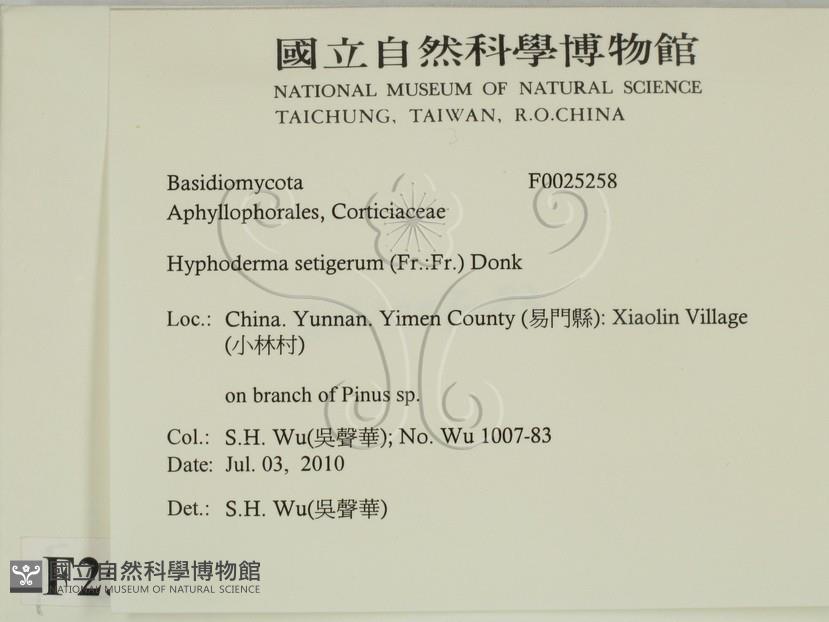 國立自然科學博物館
NATIONAL MUSEUM OF NATURAL SCIENCE
TAICHUNG, TAIWAN, R.O.CHINA
Basidiomycota F0025258
Aphyllophorales, Corticiaceae
Hyphoderma setigerum (Fr.:Fr.) Donk
Loc.: China. Yunnan. Yimen County (易門縣): Xiaolin Village
(小林村)
on branch of Pinus sp.
Col.: S.H. Wu(吳聲華); No. Wu 1007-83
Date: Jul. 03, 2010
Det.: S.H. Wu(吳聲華)
國立自然科學博物館
NATIONAL MUSEUM OF NATURAL SCIENCE